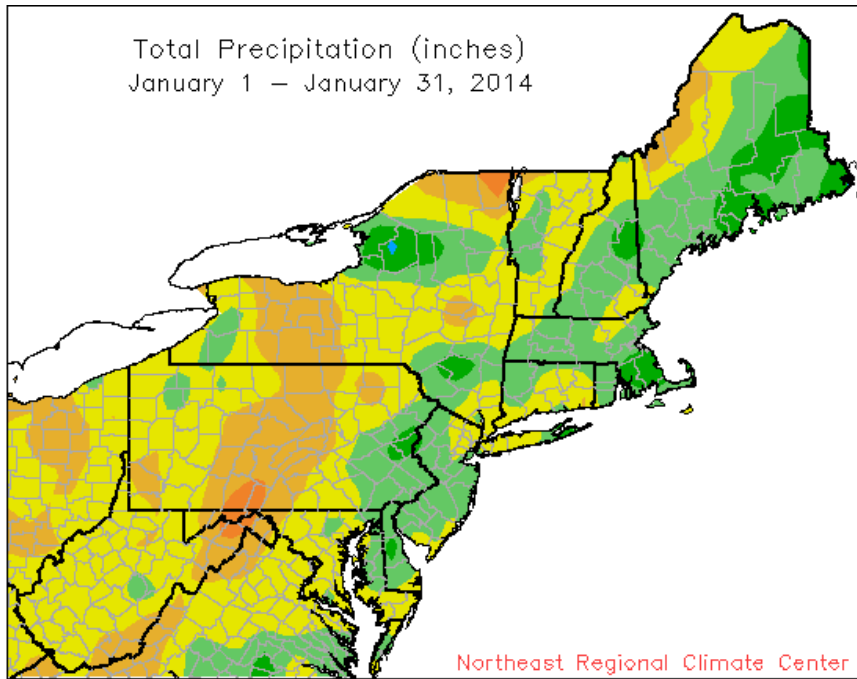 Total Precipitation (inches)
January 1 – January 31, 2014
Northeast Regional Climate Center